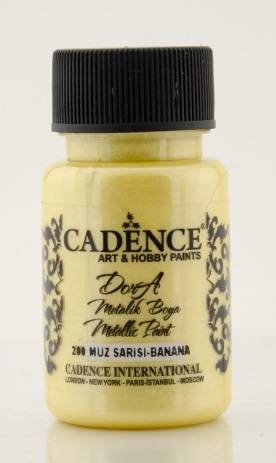 CADENCE®
ART & HOBBY PAINTS
DorA
Metalik Boya
Metallic Paint
200 MUZ SARISI-BANANA
CADENCE INTERNATIONAL
LONDON-NEW YORK - PARIS-ISTANBUL - MOSCOW